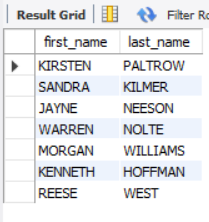 Result Grid Filter Ro
first_name last_name
KIRSTEN PALTROW
SANDRA KILMER
JAYNE NEESON
WARREN NOLTE
MORGAN WILLIAMS
KENNETH HOFFMAN
REESE WEST